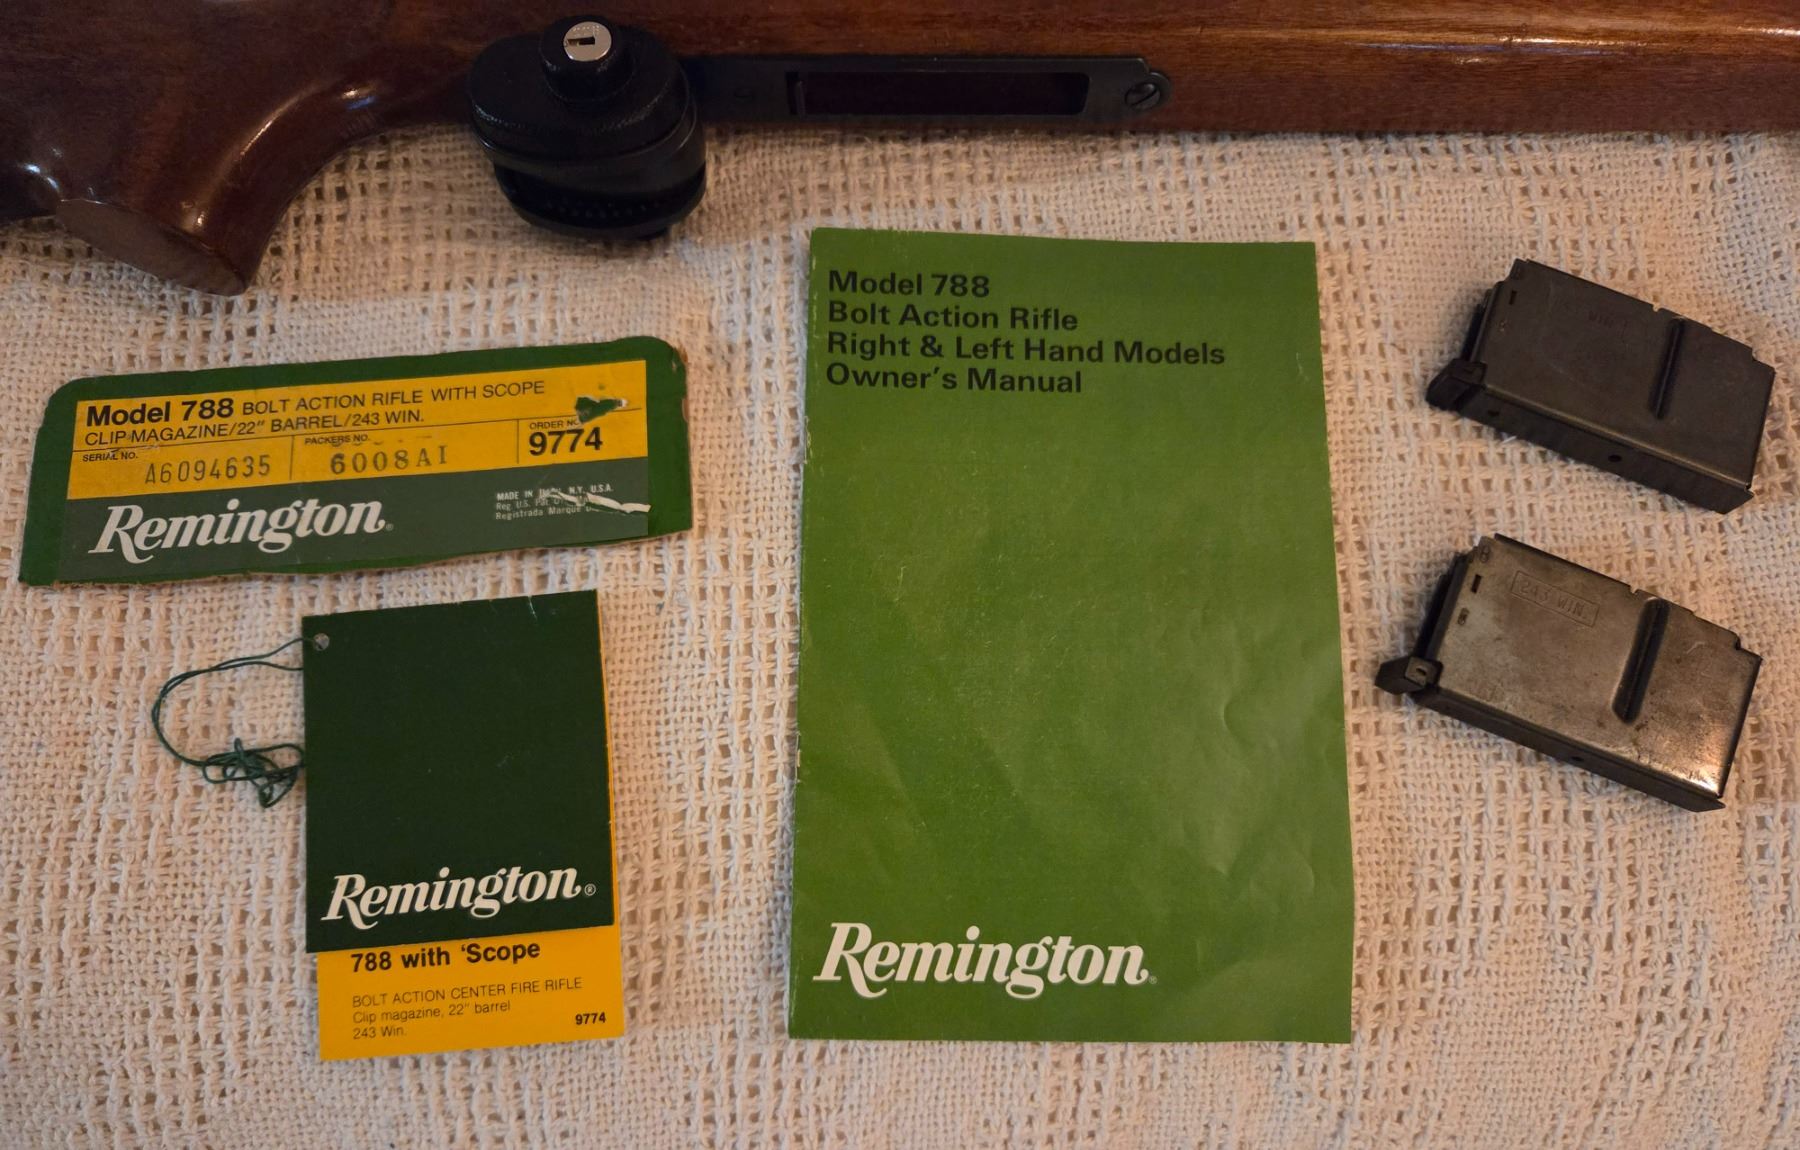 Model 788 BOLT ACTION RIFLE WITH SCOPE
CLIP MAGAZINE/22" BARREL/243 WIN.
SERIAL NO. A6094635
PACKERS NO. 6008AI
ORDER NO.
9774
Remington®
MADE IN N.Y. U.S.A.
Reg. U.S. Pat.
Registrada Marque
Remington®
788 with 'Scope
BOLT ACTION CENTER FIRE RIFLE
Clip magazine, 22" barrel
243 Win.
9774
Model 788
Bolt Action Rifle
Right & Left Hand Models
Owner's Manual
Remington®
WIN.
B
243 WIN.